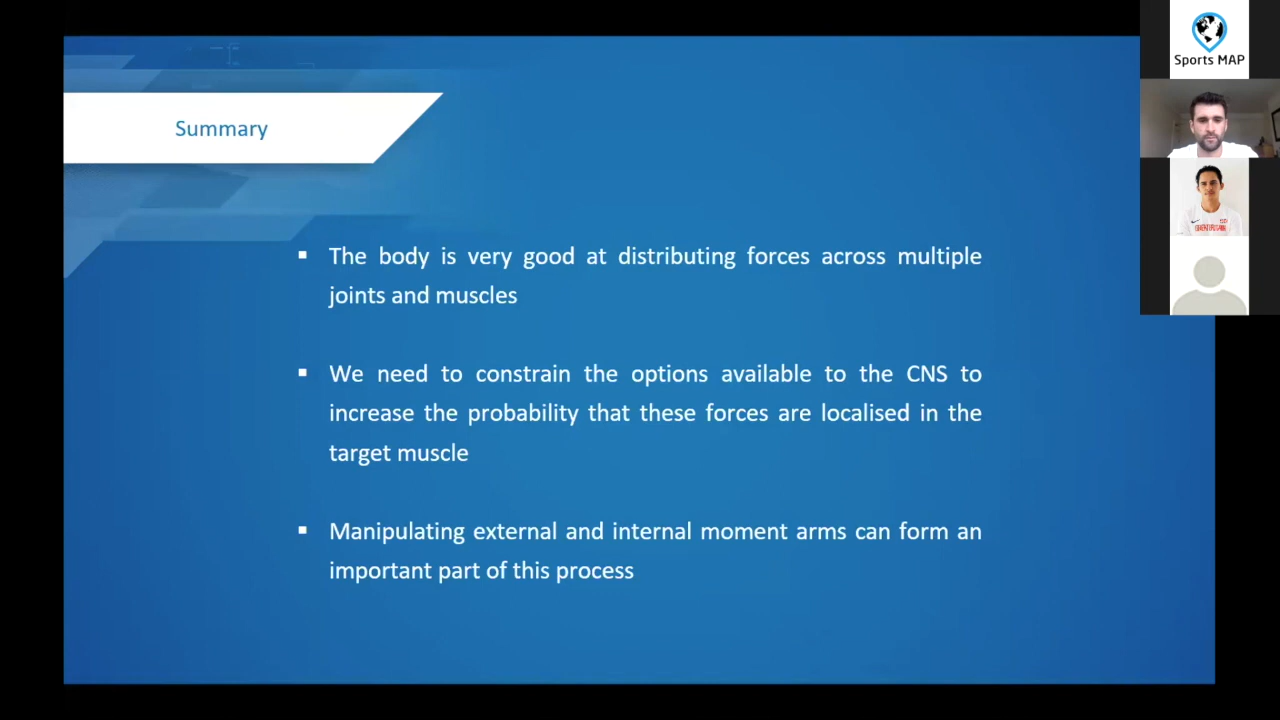 Sports MAP
Summary
▪ The body is very good at distributing forces across multiple
joints and muscles
▪ We need to constrain the options available to the CNS to
increase the probability that these forces are localised in the
target muscle
▪ Manipulating external and internal moment arms can form an
important part of this process